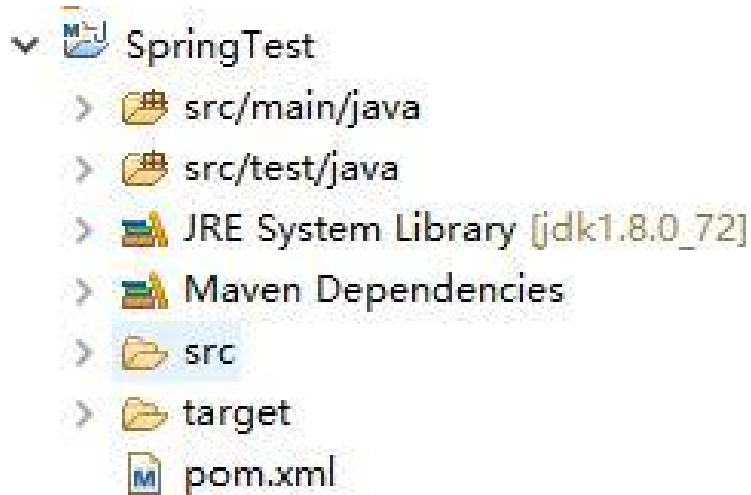 SpringTest
src/main/java
src/test/java
JRE System Library [jdk1.8.0_72]
Maven Dependencies
src
target
pom.xml